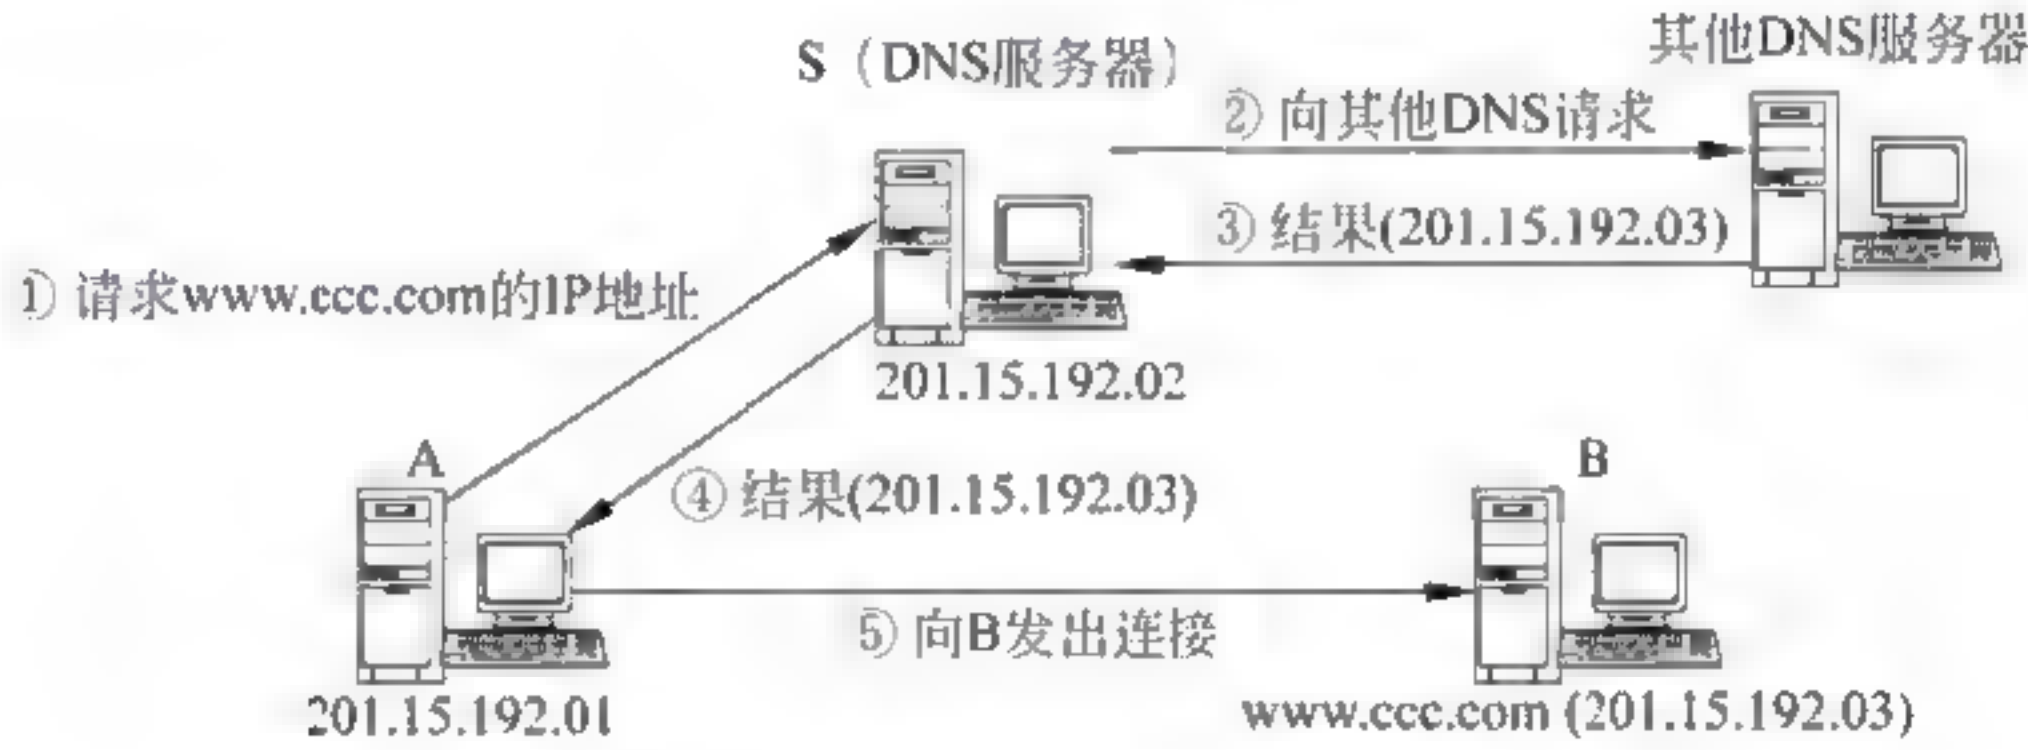 S（DNS服务器）
其他DNS服务器
② 向其他DNS请求
③ 结果(201.15.192.03)
① 请求www.ccc.com的IP地址
201.15.192.02
A
B
④ 结果(201.15.192.03)
⑤ 向B发出连接
201.15.192.01
www.ccc.com (201.15.192.03)